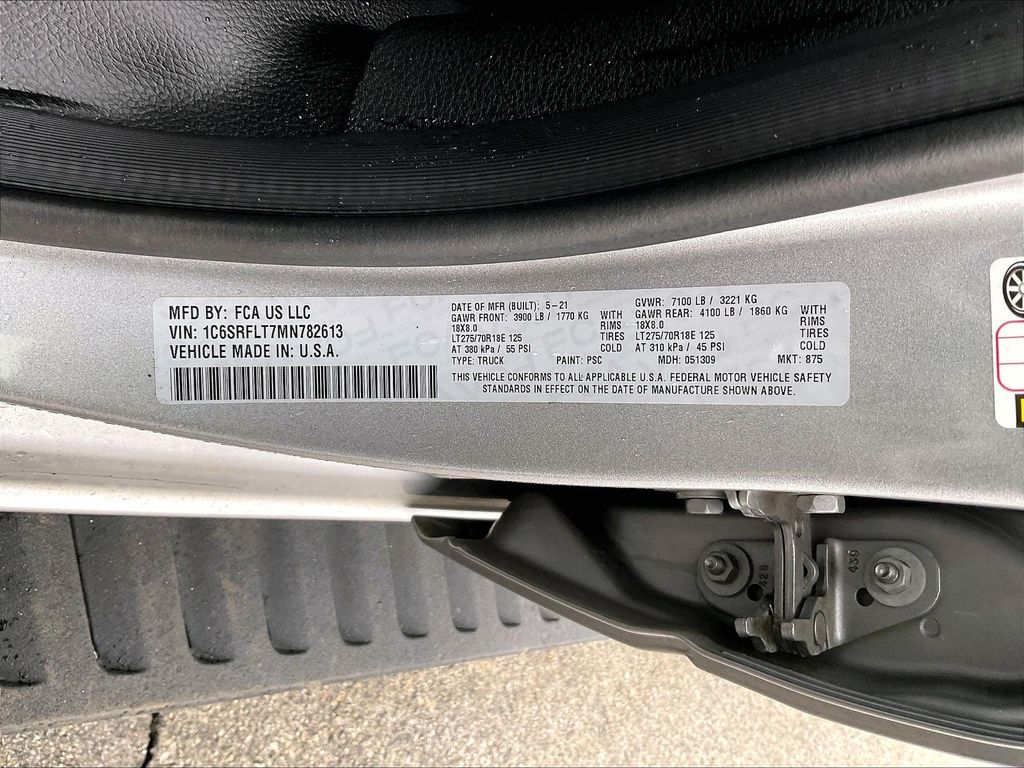 MFD BY: FCA US LLC
VIN: 1C6SRFLT7MN782613
VEHICLE MADE IN: U.S.A.
DATE OF MFR (BUILT): 5-21
GAWR FRONT: 3900 LB / 1770 KG WITH
18X8.0 RIMS
LT275/70R18E 125 TIRES
AT 380 kPa / 55 PSI COLD
TYPE: TRUCK PAINT: PSC
GVWR: 7100 LB / 3221 KG
GAWR REAR: 4100 LB / 1860 KG WITH
18X8.0 RIMS
LT275/70R18E 125 TIRES
AT 310 kPa / 45 PSI COLD
MDH: 051309 MKT: 875
THIS VEHICLE CONFORMS TO ALL APPLICABLE U.S.A. FEDERAL MOTOR VEHICLE SAFETY
STANDARDS IN EFFECT ON THE DATE OF MANUFACTURE SHOWN ABOVE.
428
436